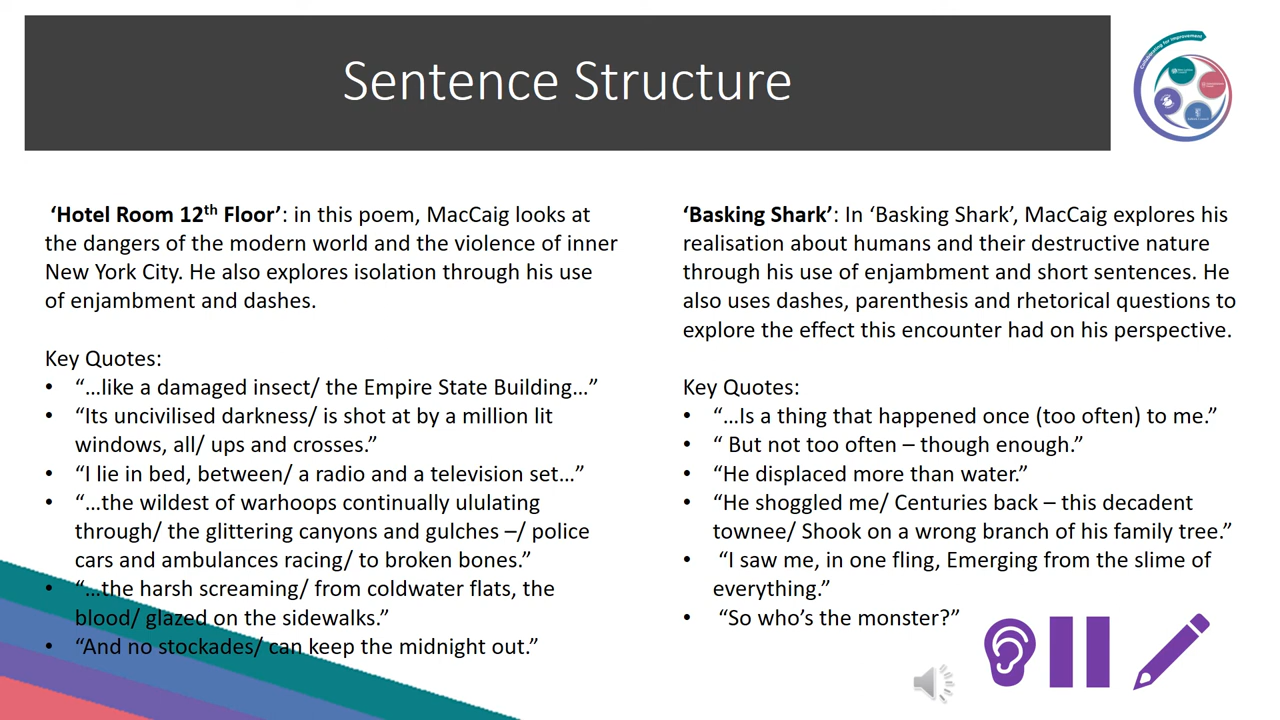 Sentence Structure
Collaborating for Improvement
‘Hotel Room 12th Floor’: in this poem, MacCaig looks at
the dangers of the modern world and the violence of inner
New York City. He also explores isolation through his use
of enjambment and dashes.
Key Quotes:
• “…like a damaged insect/ the Empire State Building…”
• “Its uncivilised darkness/ is shot at by a million lit
windows, all/ ups and crosses.”
• “I lie in bed, between/ a radio and a television set…”
• “…the wildest of warhoops continually ululating
through/ the glittering canyons and gulches –/ police
cars and ambulances racing/ to broken bones.”
• “…the harsh screaming/ from coldwater flats, the
blood/ glazed on the sidewalks.”
• “And no stockades/ can keep the midnight out.”
‘Basking Shark’: In ‘Basking Shark’, MacCaig explores his
realisation about humans and their destructive nature
through his use of enjambment and short sentences. He
also uses dashes, parenthesis and rhetorical questions to
explore the effect this encounter had on his perspective.
Key Quotes:
• “…Is a thing that happened once (too often) to me.”
• “ But not too often – though enough.”
• “He displaced more than water.”
• “He shoggled me/ Centuries back – this decadent
townee/ Shook on a wrong branch of his family tree.”
• “I saw me, in one fling, Emerging from the slime of
everything.”
• “So who’s the monster?”